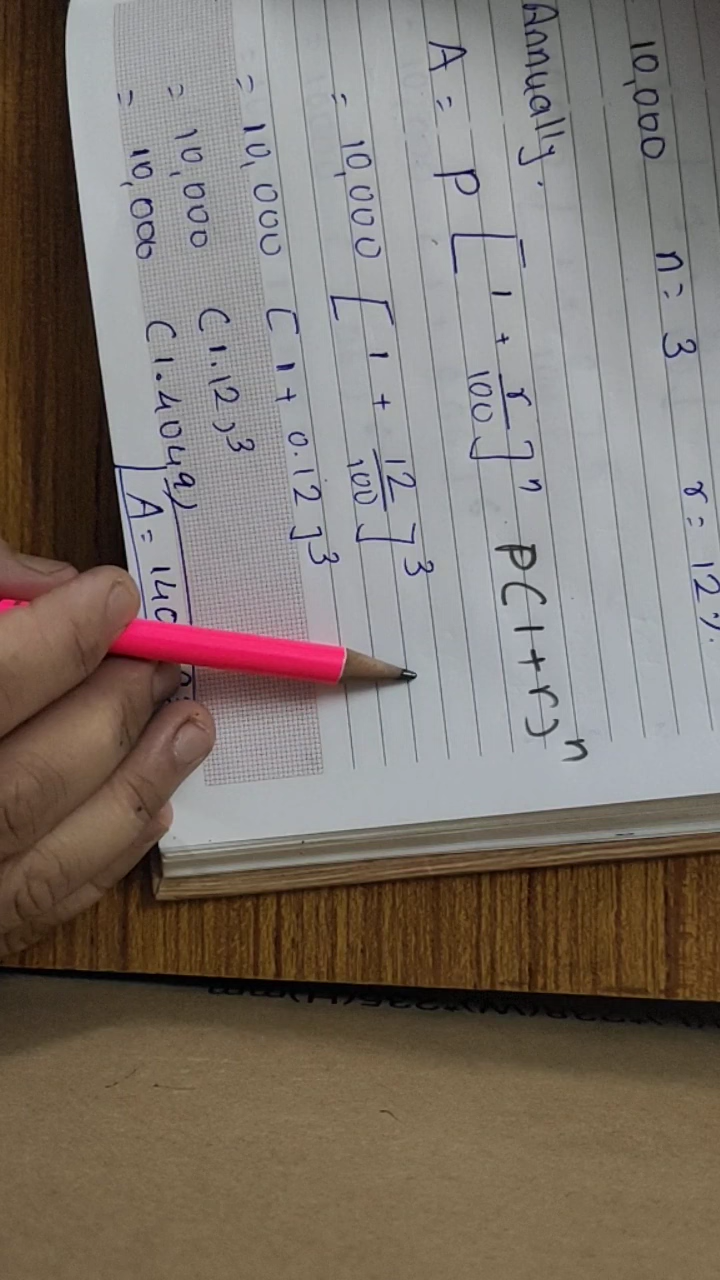 10,000 n = 3 r = 12%
Annually.
A = P [ 1 + r/100 ]ⁿ P(1+r)ⁿ
= 10,000 [ 1 + 12/100 ]³
= 10,000 [ 1 + 0.12 ]³
= 10,000 (1.12)³
= 10,000 (1.4049)
A = 140